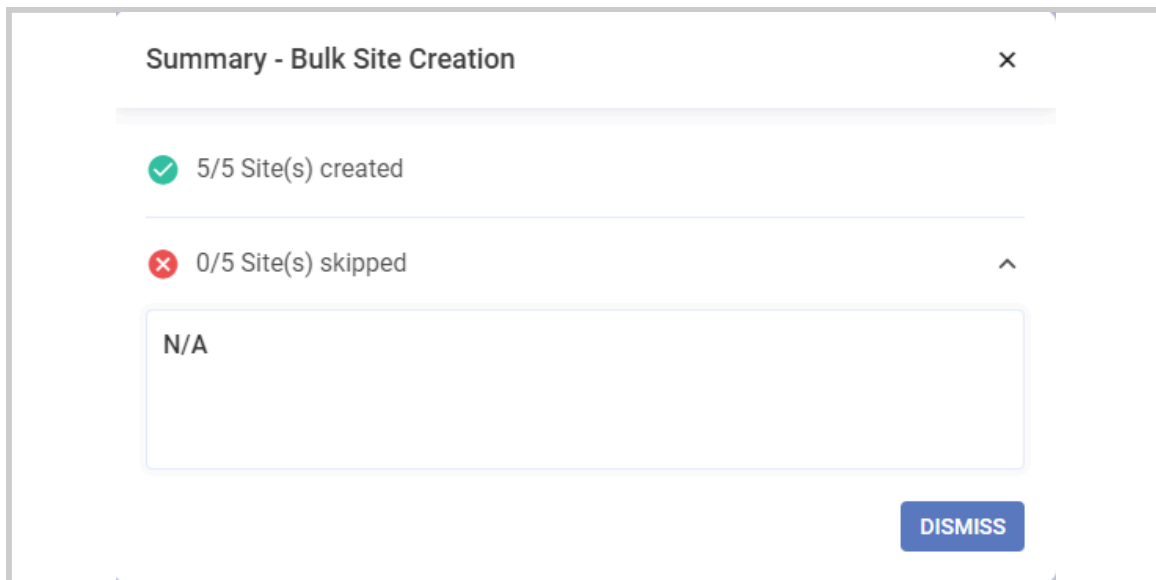 Summary - Bulk Site Creation
5/5 Site(s) created
0/5 Site(s) skipped
N/A
DISMISS